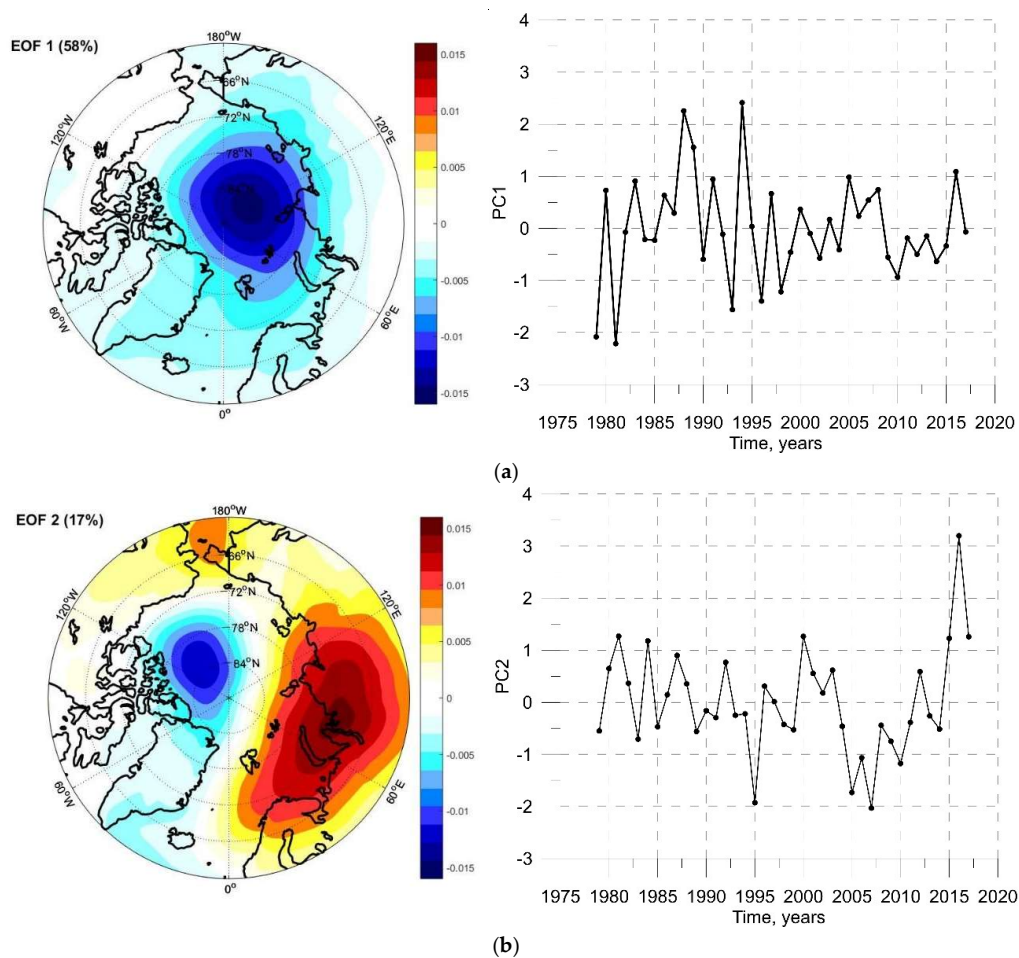 EOF 1 (58%)
180°W
66°N
72°N
78°N
120°W
120°E
60°W
60°E
0°
0.015
0.01
0.005
0
-0.005
-0.01
-0.015
4
3
2
1
0
-1
-2
-3
PC1
1975 1980 1985 1990 1995 2000 2005 2010 2015 2020
Time, years
(a)
EOF 2 (17%)
180°W
66°N
72°N
78°N
84°N
120°W
120°E
60°W
60°E
0°
0.015
0.01
0.005
0
-0.005
-0.01
-0.015
4
3
2
1
0
-1
-2
-3
PC2
1975 1980 1985 1990 1995 2000 2005 2010 2015 2020
Time, years
(b)